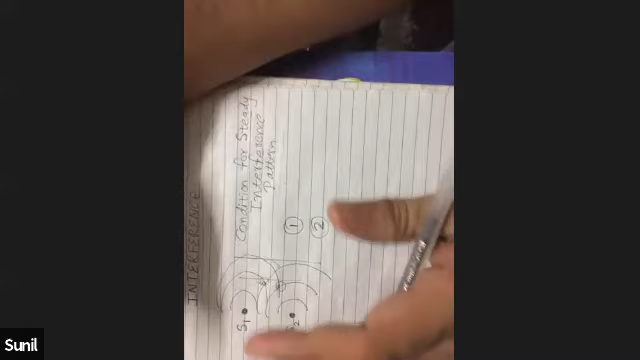 INTERFERENCE
Condition for Steady
Interference
Pattern
①
②
S1
S2
Sunil